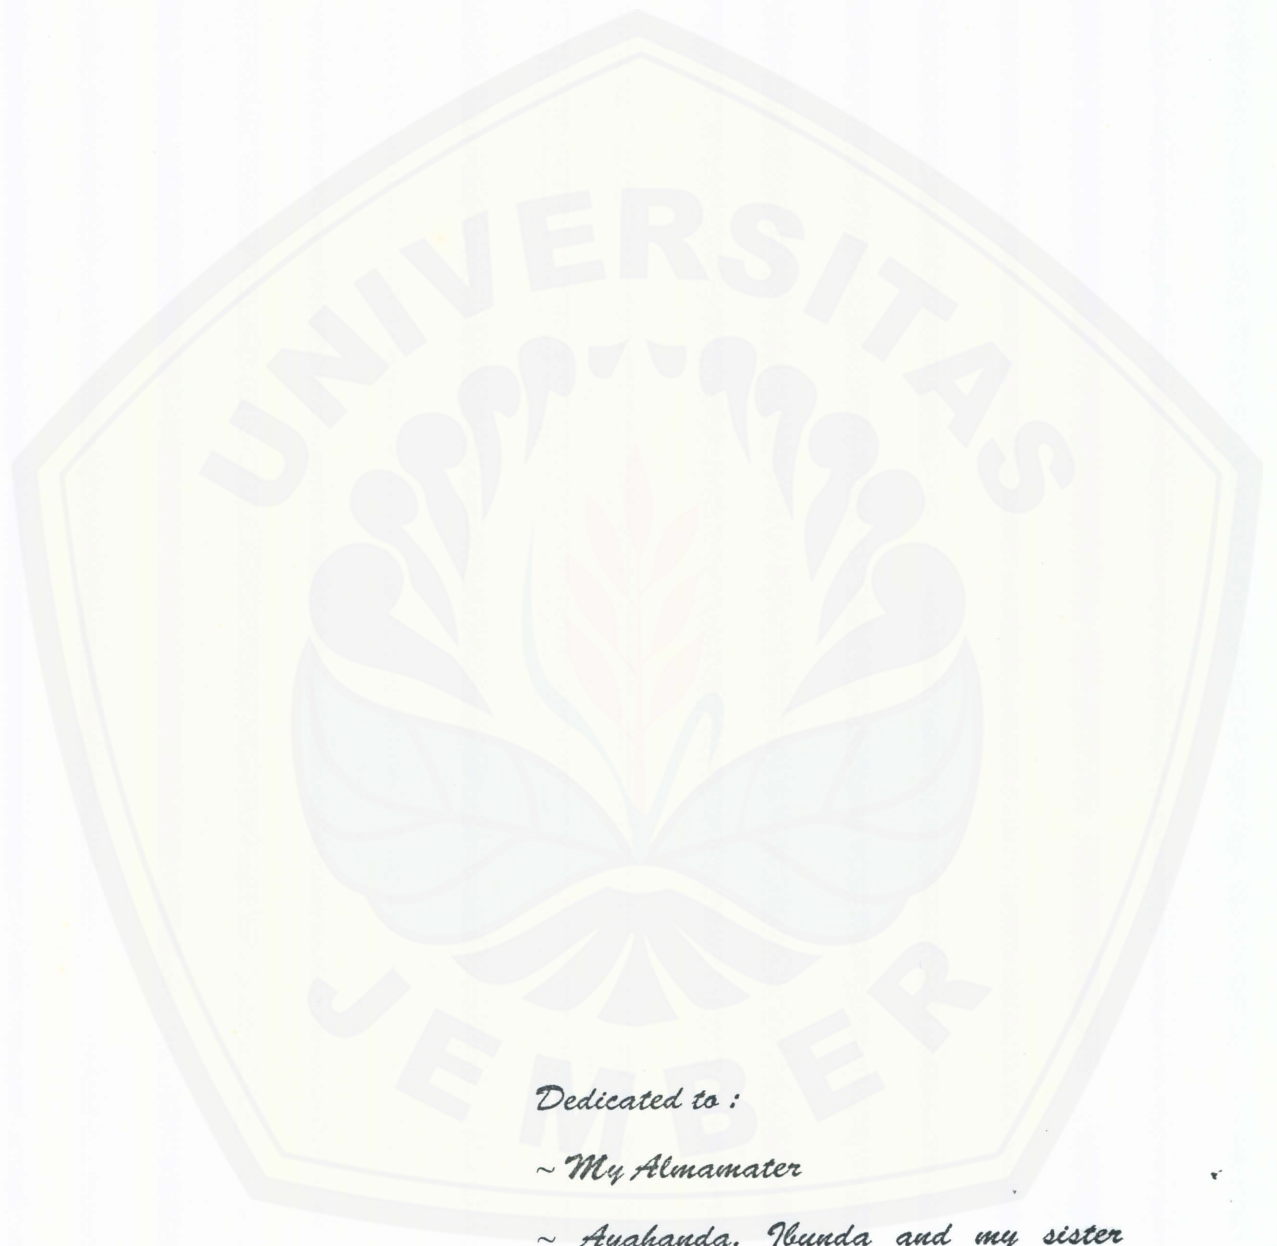 UNIVERSITAS
JEMBER
Dedicated to :
~ My Almamater
~ Ayahanda, Ibunda and my sister